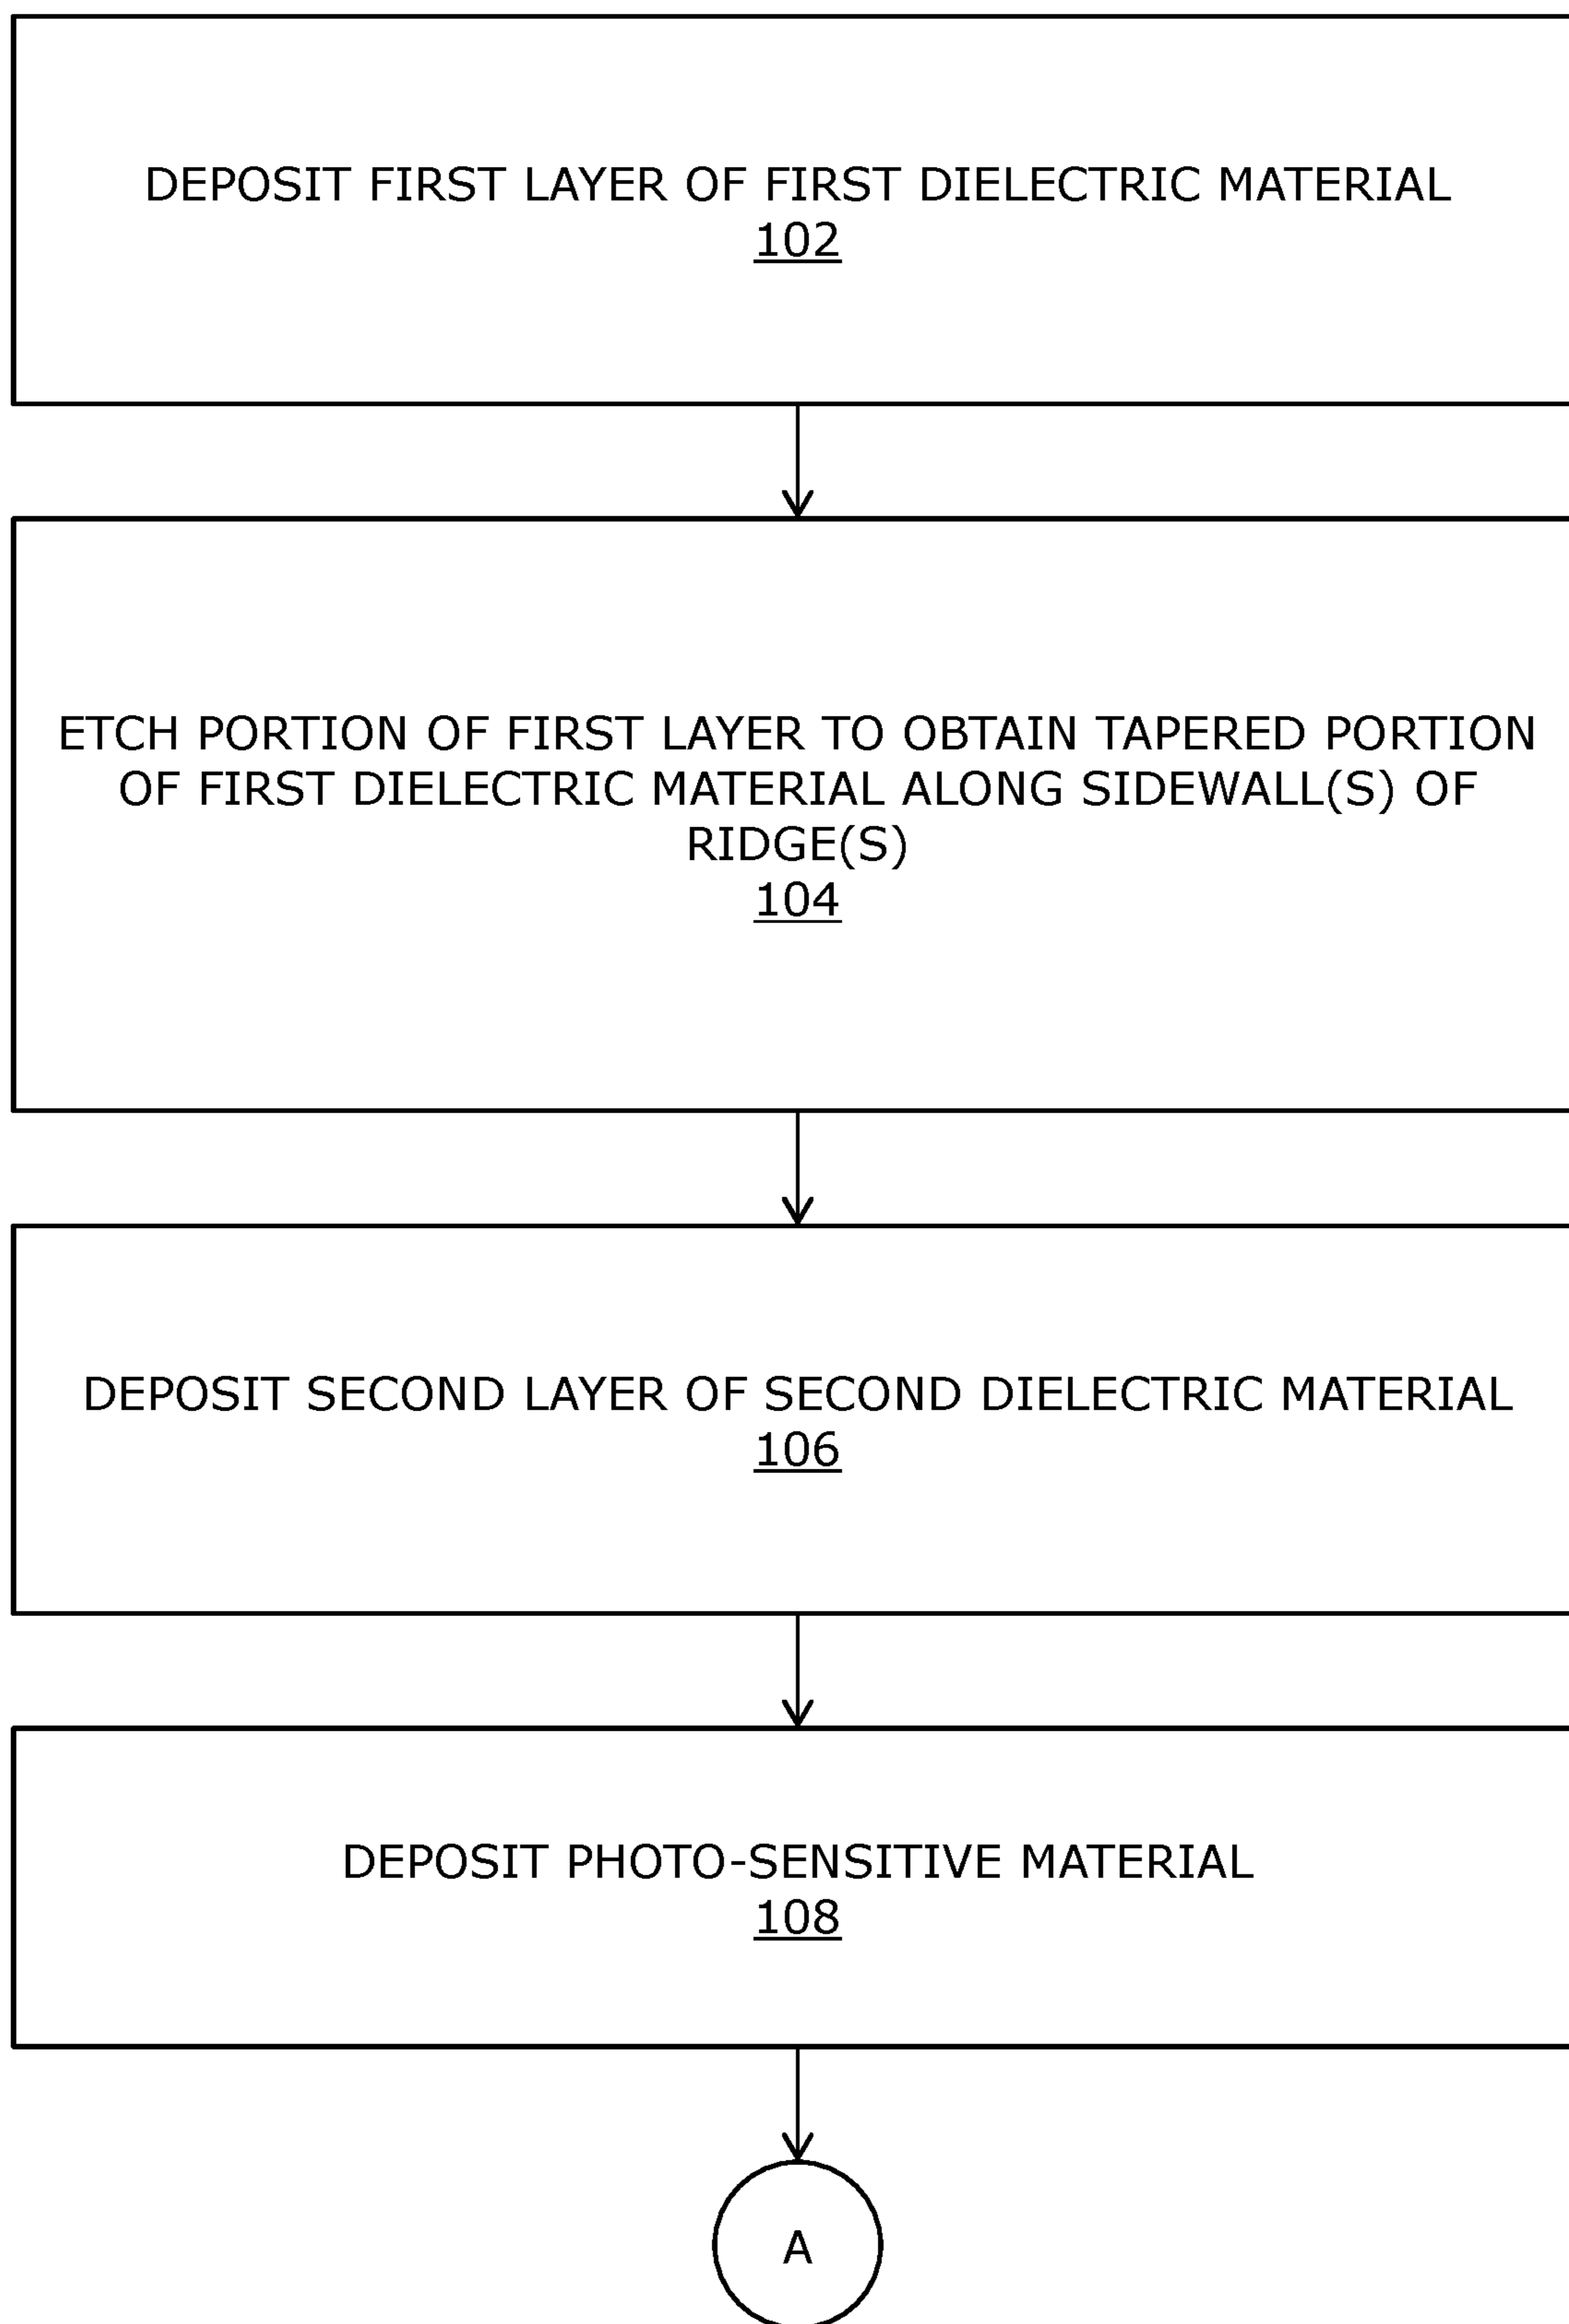 DEPOSIT FIRST LAYER OF FIRST DIELECTRIC MATERIAL
102
ETCH PORTION OF FIRST LAYER TO OBTAIN TAPERED PORTION
OF FIRST DIELECTRIC MATERIAL ALONG SIDEWALL(S) OF
RIDGE(S)
104
DEPOSIT SECOND LAYER OF SECOND DIELECTRIC MATERIAL
106
DEPOSIT PHOTO-SENSITIVE MATERIAL
108
A